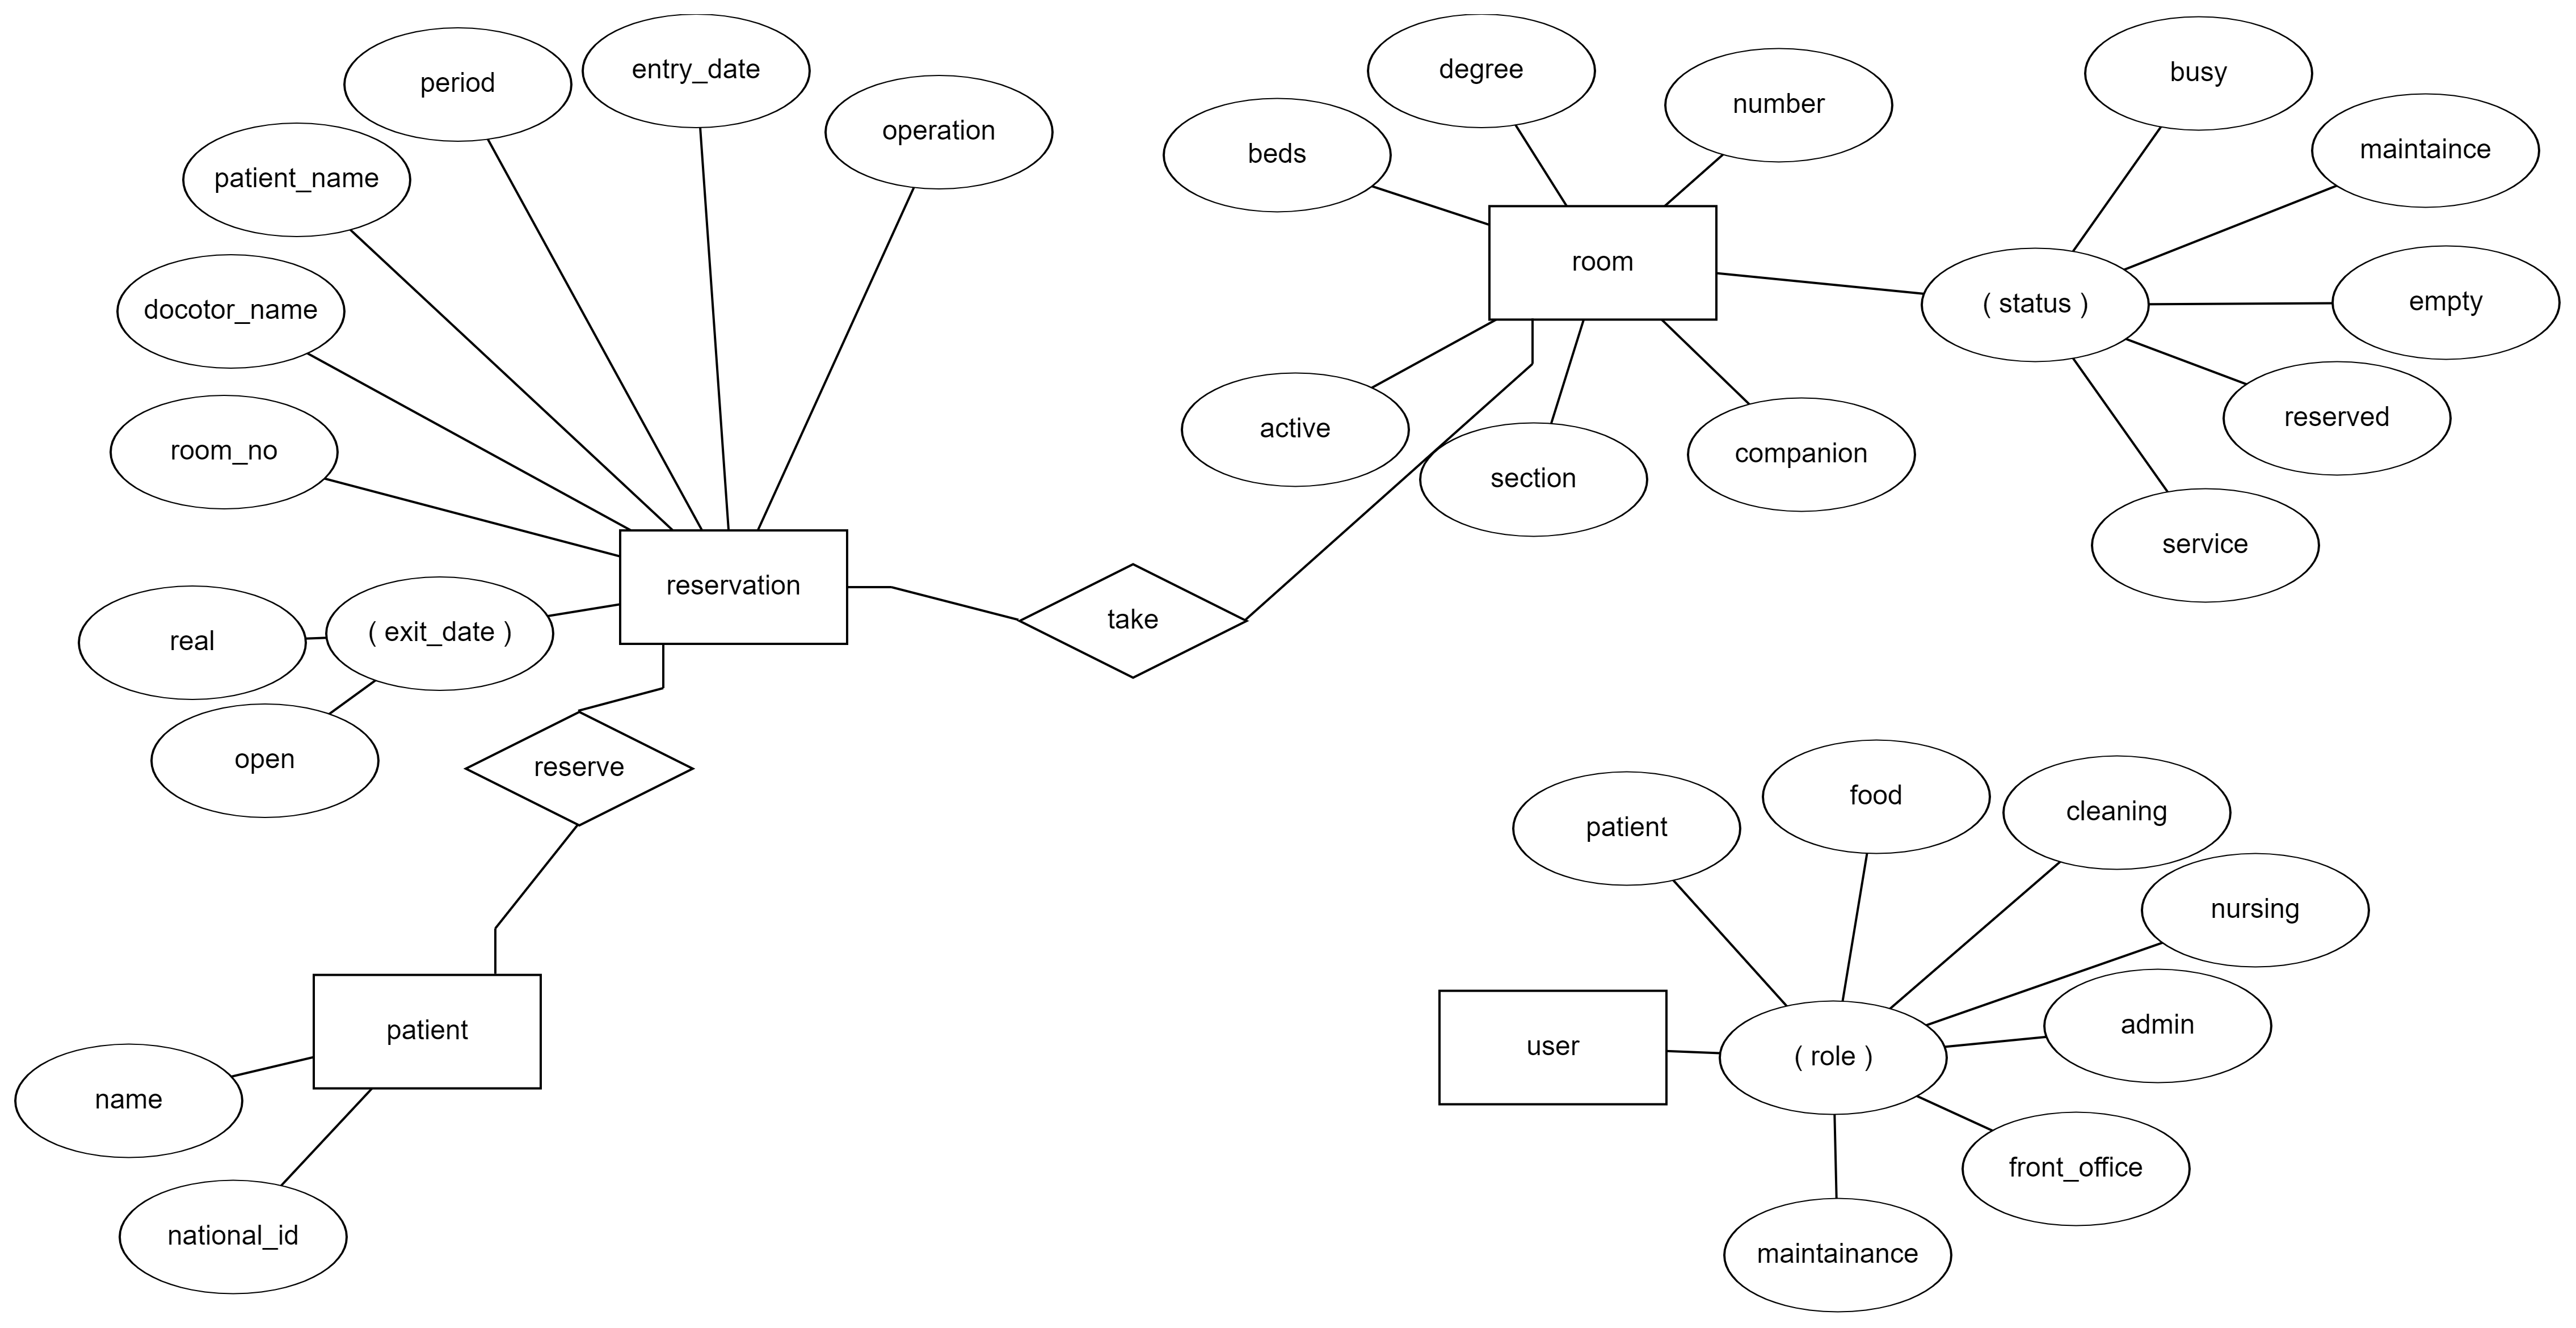 entry_date
busy
degree
period
number
operation
maintaince
beds
patient_name
room
empty
( status )
docotor_name
reserved
active
room_no
companion
section
service
reservation
take
( exit_date )
real
open
reserve
food
cleaning
patient
nursing
admin
patient
user
( role )
name
front_office
national_id
maintainance